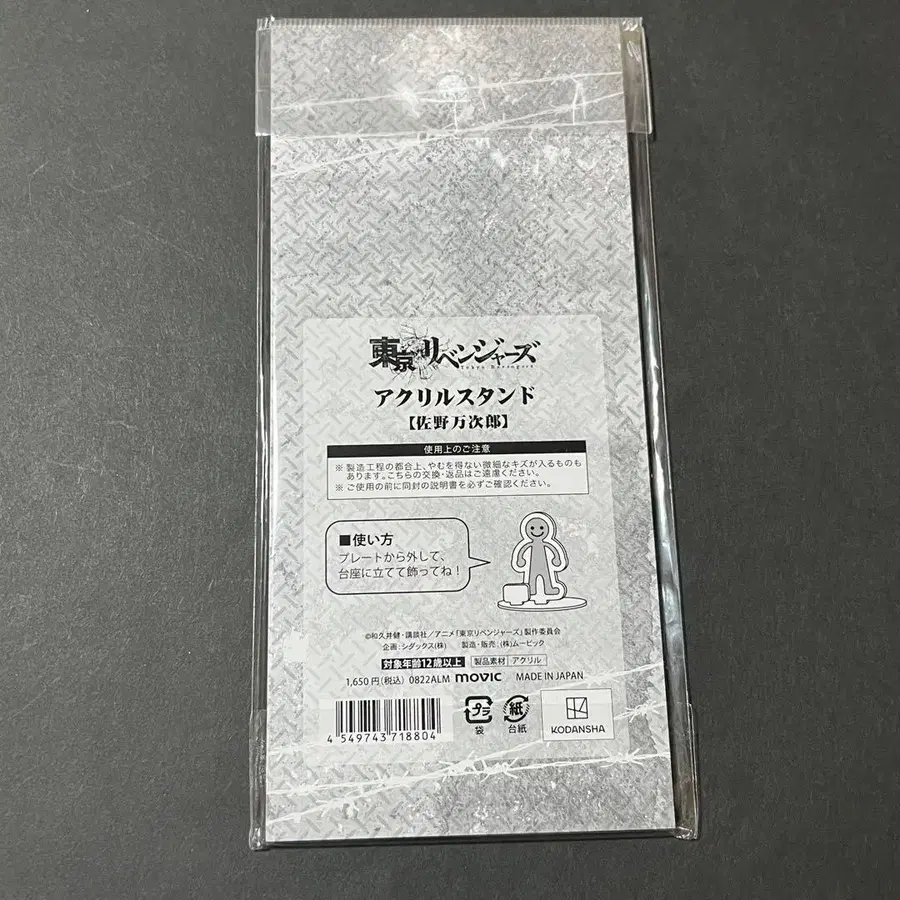 東京リベンジャーズ
Tokyo Revengers
アクリルスタンド
【佐野万次郎】
使用上のご注意
※ 製造工程の都合上、やむを得ない微細なキズが入るものも
あります。こちらの交換・返品はご遠慮ください。
※ ご使用の前に同封の説明書を必ずご確認ください。
■使い方
プレートから外して、
台座に立てて飾ってね！
©和久井健・講談社／アニメ「東京リベンジャーズ」製作委員会
企画：シダックス(株) 製造・販売：(株)ムービック
対象年齢12歳以上 製品素材 アクリル
1,650円(税込) 0822ALM movic MADE IN JAPAN
4 549743 718804
プラ 紙
袋 台紙
KODANSHA